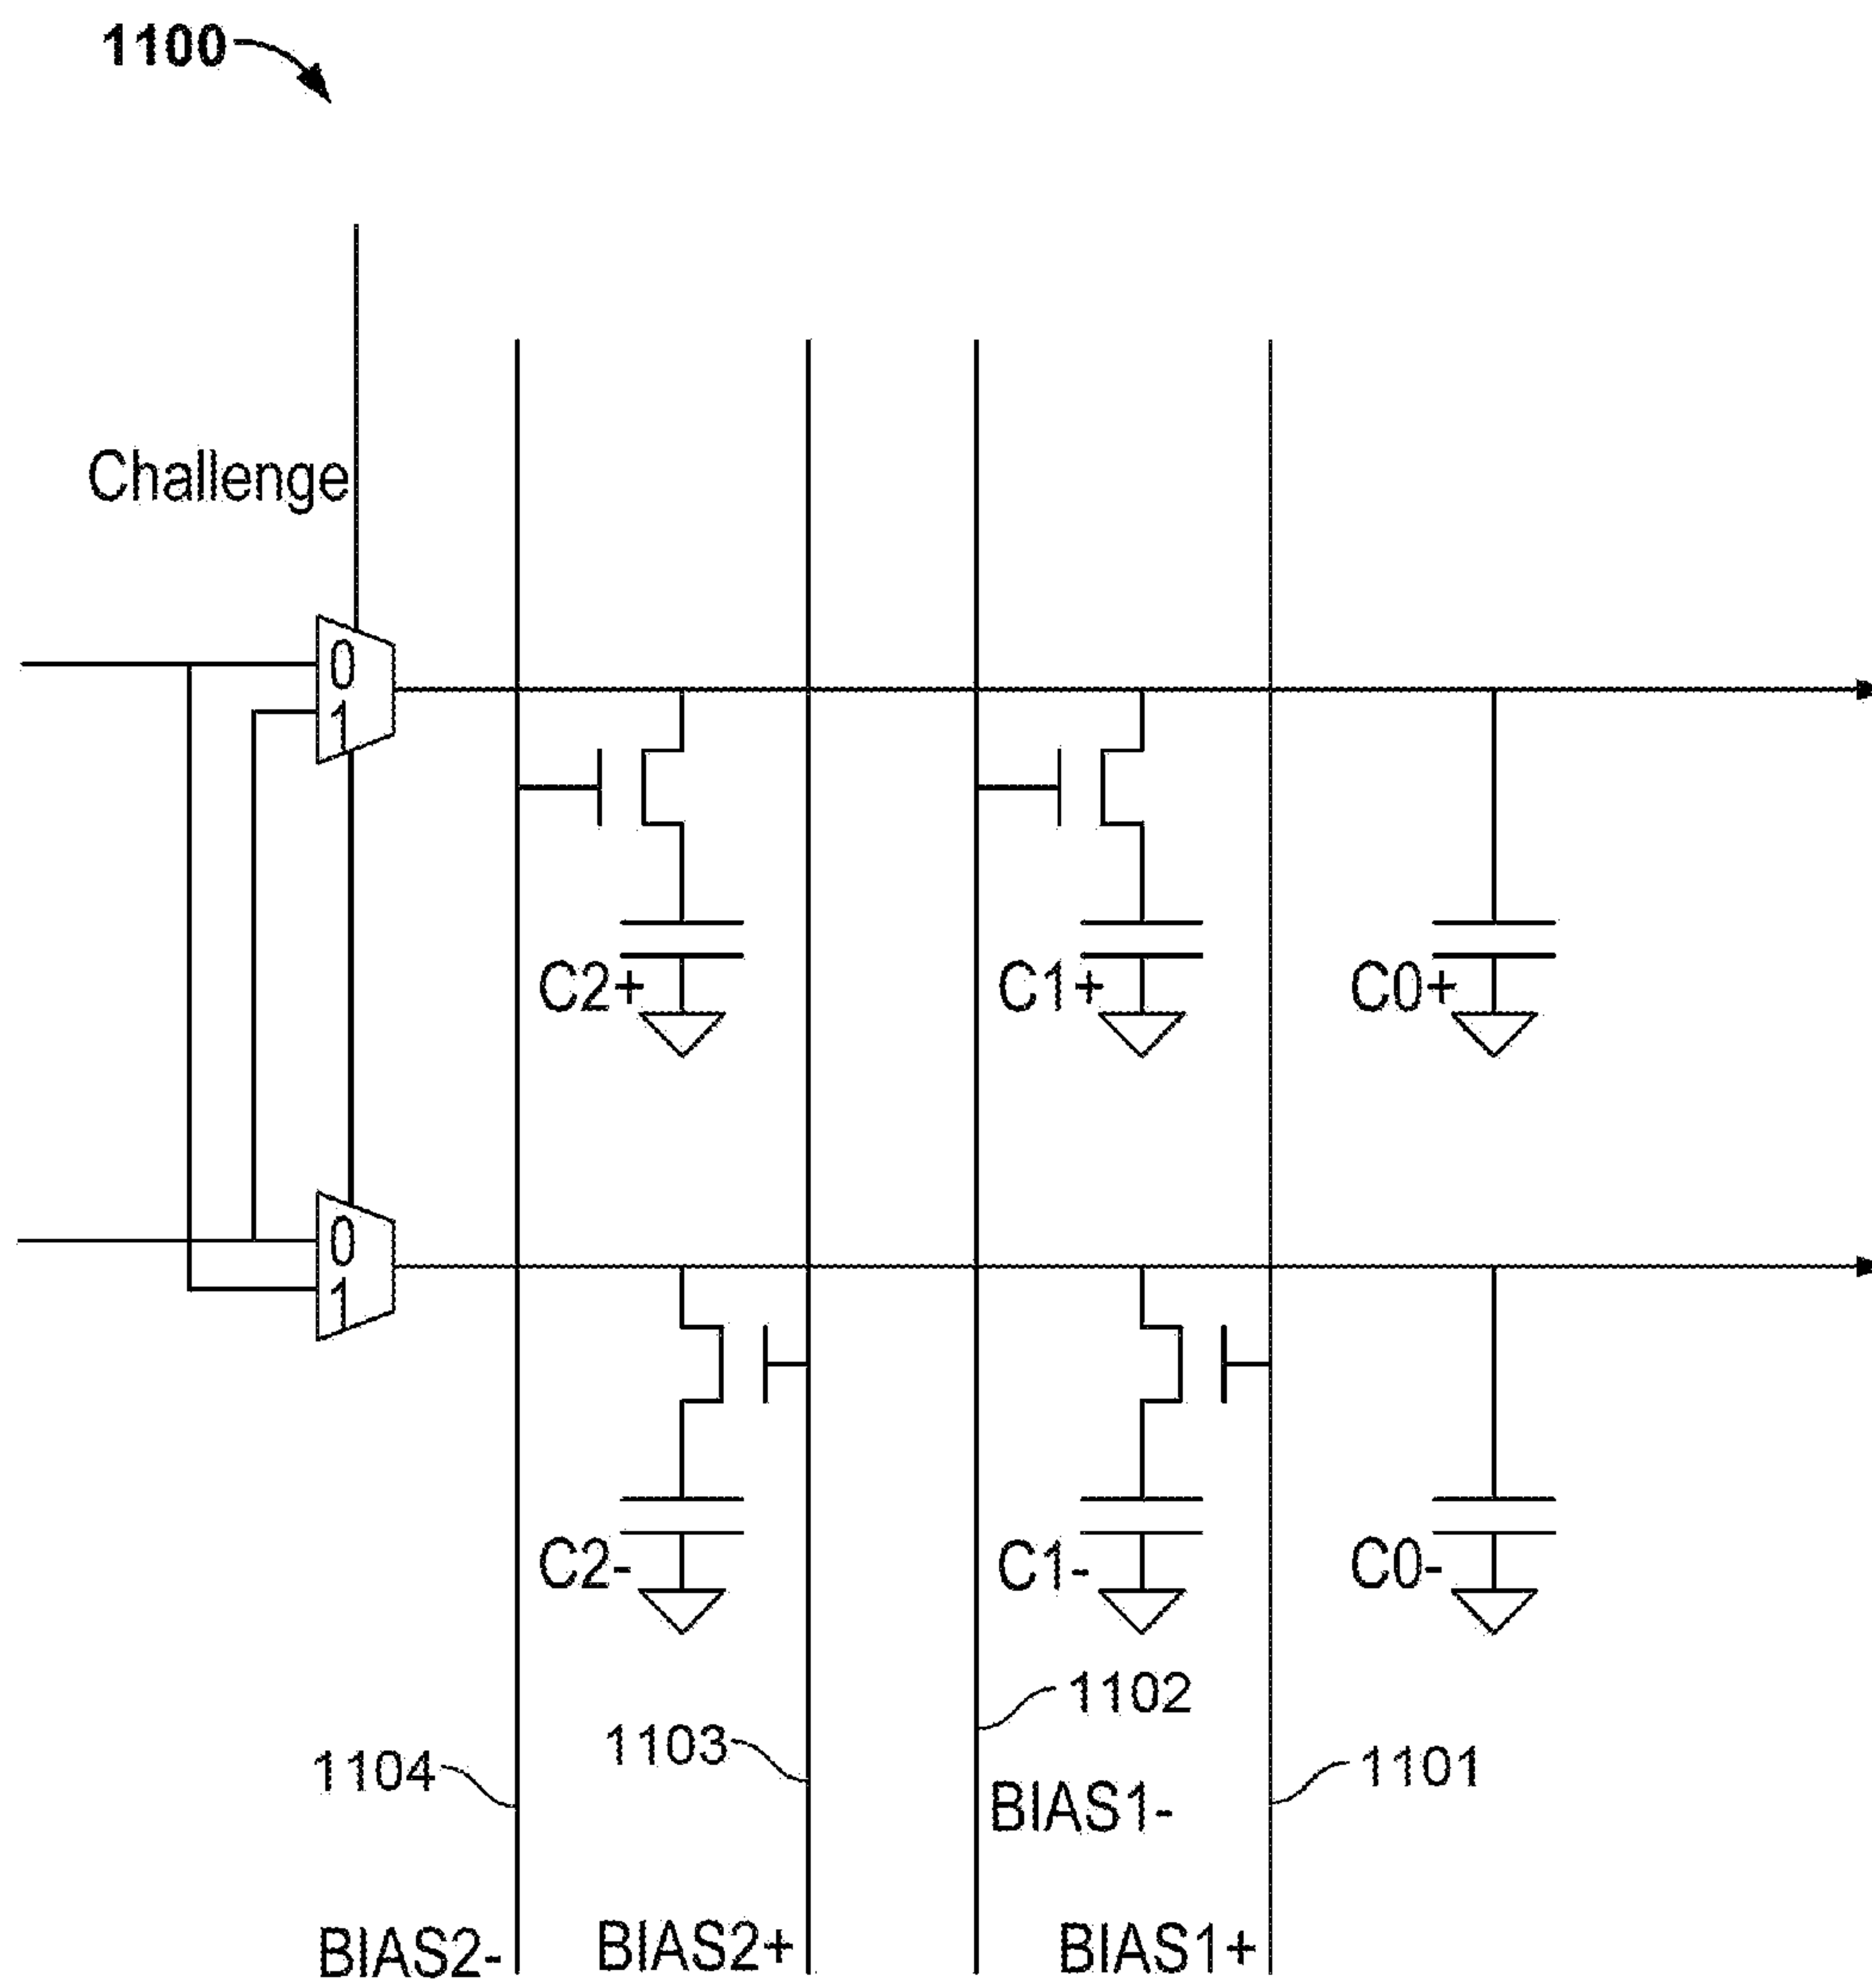 1100
Challenge
0
1
C2+
C1+
C0+
0
1
C2-
C1-
C0-
1102
1103
1104
1101
BIAS1-
BIAS2-
BIAS2+
BIAS1+